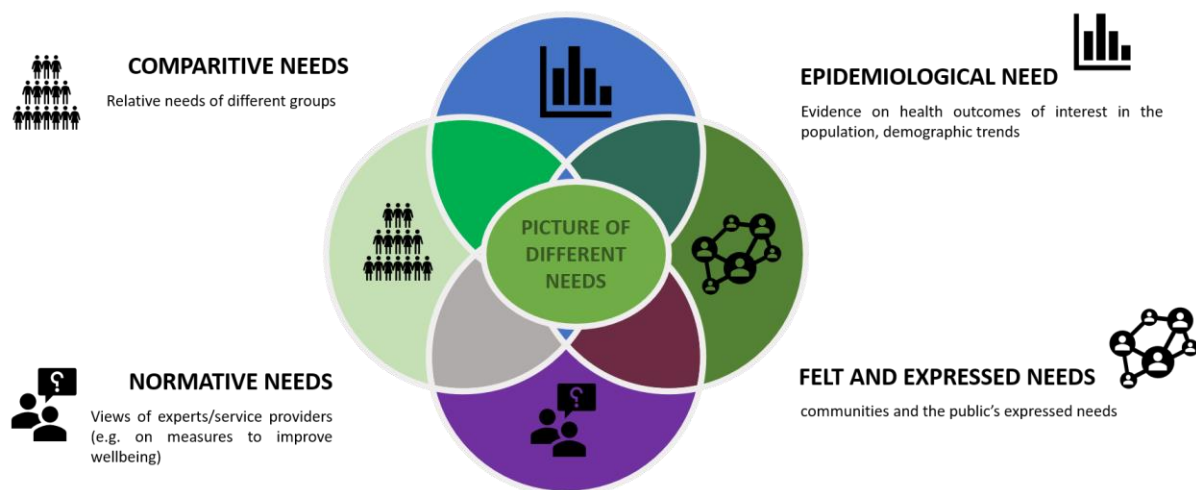 COMPARITIVE NEEDS
Relative needs of different groups
EPIDEMIOLOGICAL NEED
Evidence on health outcomes of interest in the
population, demographic trends
PICTURE OF
DIFFERENT
NEEDS
NORMATIVE NEEDS
Views of experts/service providers
(e.g. on measures to improve
wellbeing)
FELT AND EXPRESSED NEEDS
communities and the public's expressed needs